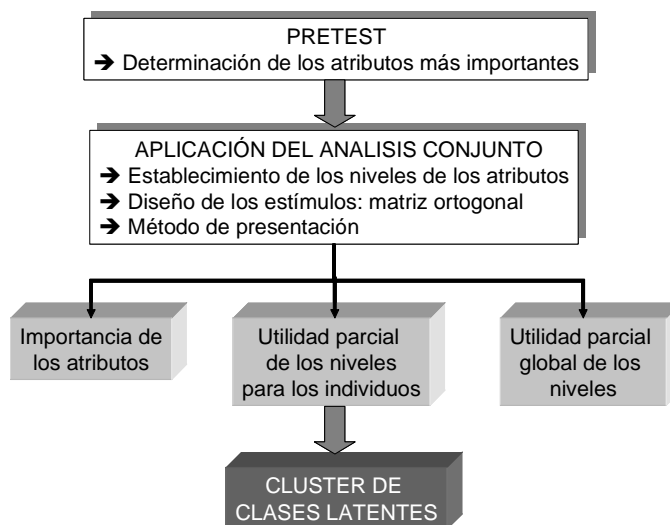 PRETEST
➔ Determinación de los atributos más importantes
APLICACIÓN DEL ANALISIS CONJUNTO
➔ Establecimiento de los niveles de los atributos
➔ Diseño de los estímulos: matriz ortogonal
➔ Método de presentación
Importancia de
los atributos
Utilidad parcial
de los niveles
para los individuos
Utilidad parcial
global de los
niveles
CLUSTER DE
CLASES LATENTES